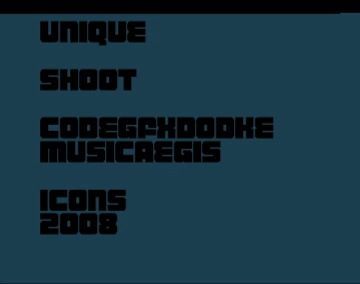 UNIQUE
SHOOT
CODEGFXDODKE
MUSICAEGIS
ICONS
2008